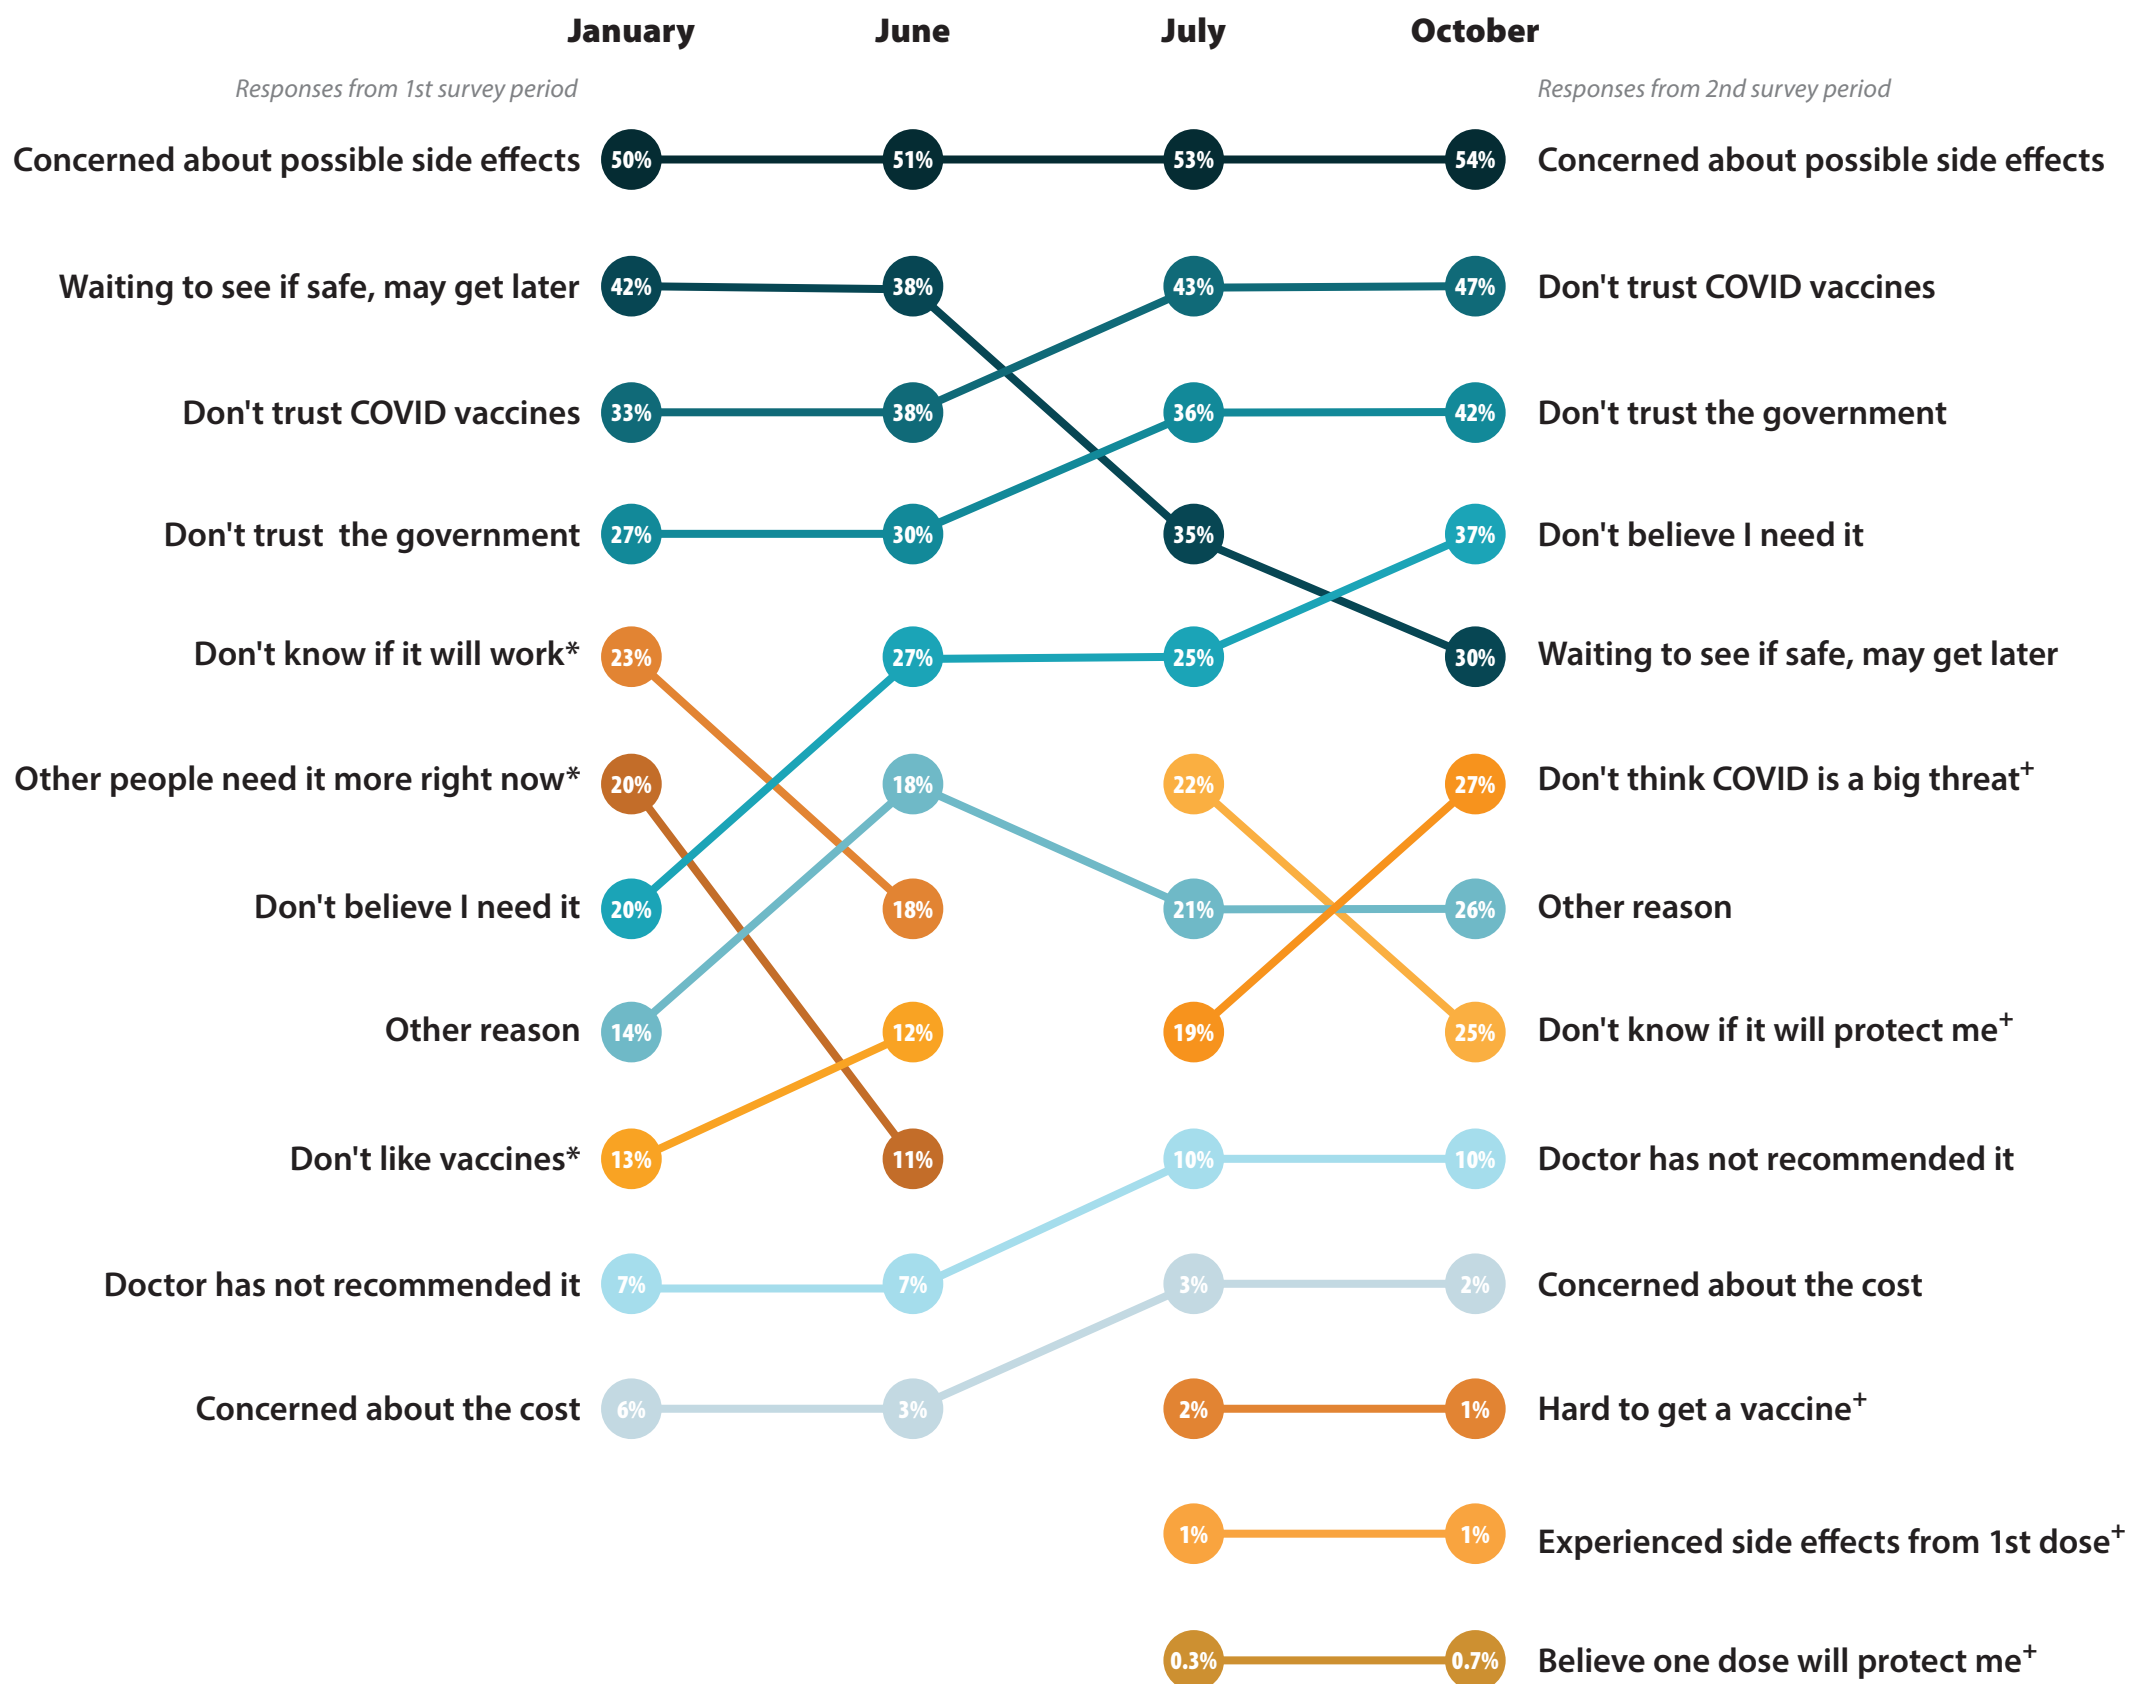 January June July October
Responses from 1st survey period Responses from 2nd survey period
Concerned about possible side effects 50% 51% 53% 54% Concerned about possible side effects
Waiting to see if safe, may get later 42% 38% 43% 47% Don't trust COVID vaccines
Don't trust COVID vaccines 33% 38% 36% 42% Don't trust the government
Don't trust the government 27% 30% 35% 37% Don't believe I need it
Don't know if it will work* 23% 27% 25% 30% Waiting to see if safe, may get later
Other people need it more right now* 20% 18% 22% 27% Don't think COVID is a big threat+
Don't believe I need it 20% 18% 21% 26% Other reason
Other reason 14% 12% 19% 25% Don't know if it will protect me+
Don't like vaccines* 13% 11% 10% 10% Doctor has not recommended it
Doctor has not recommended it 7% 7% 3% 2% Concerned about the cost
Concerned about the cost 6% 3% 2% 1% Hard to get a vaccine+
1% 1% Experienced side effects from 1st dose+
0.3% 0.7% Believe one dose will protect me+